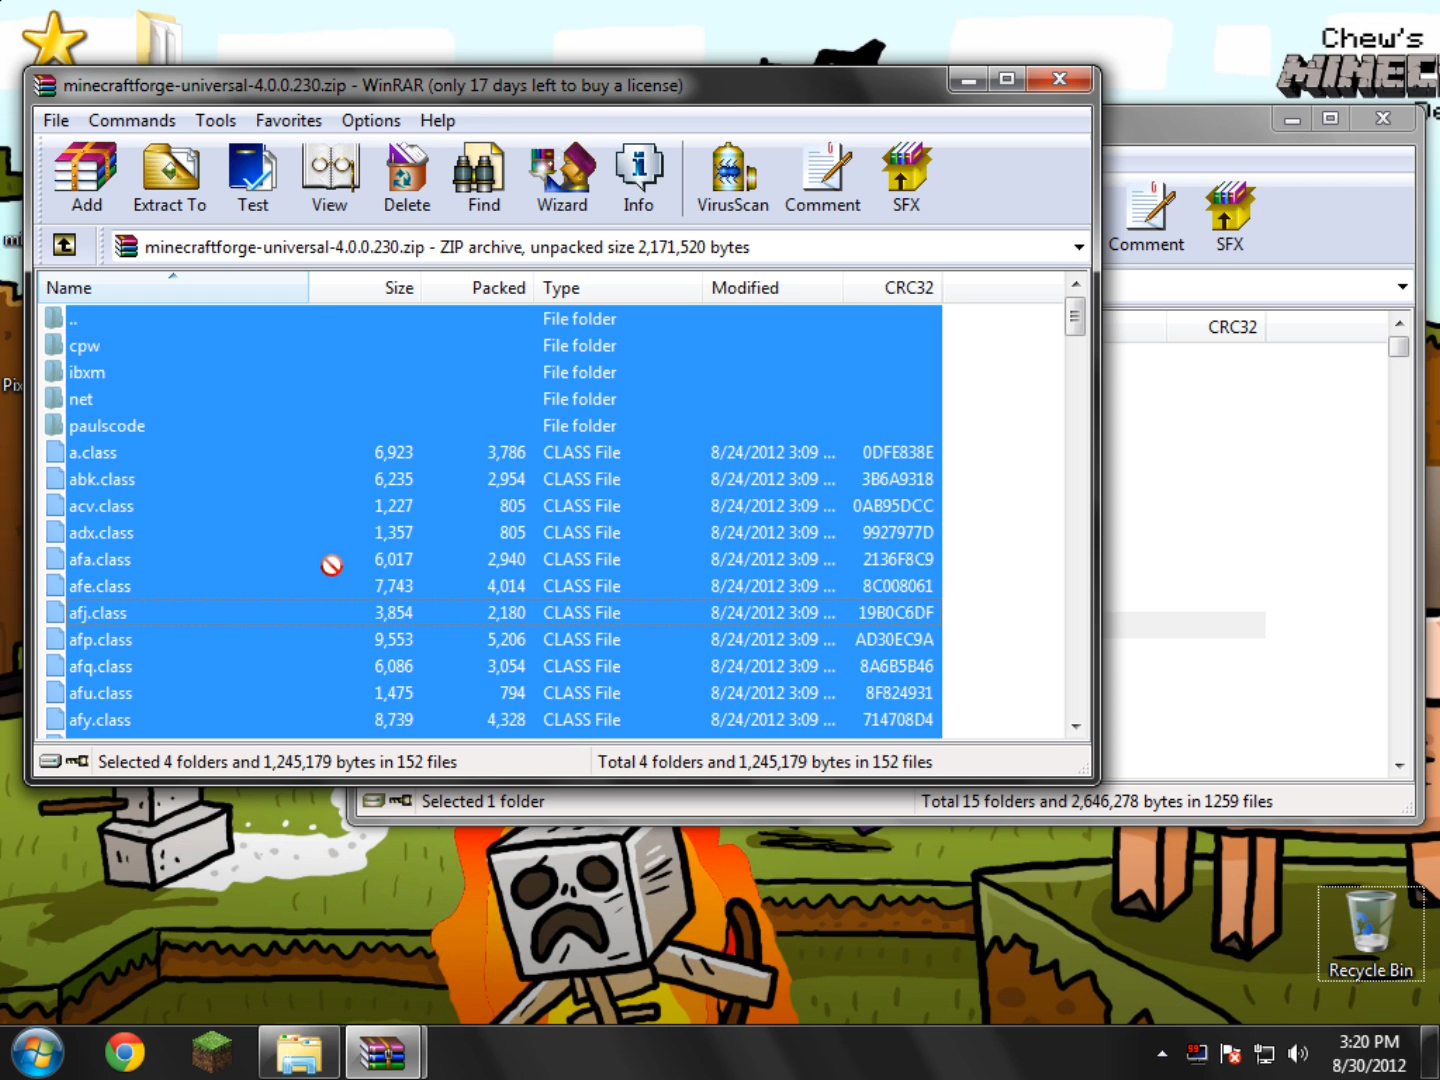 Chew's
MINEC
minecraftforge-universal-4.0.0.230.zip - WinRAR (only 17 days left to buy a license)
File Commands Tools Favorites Options Help
Add Extract To Test View Delete Find Wizard Info VirusScan Comment SFX
Comment SFX
minecraftforge-universal-4.0.0.230.zip - ZIP archive, unpacked size 2,171,520 bytes
Name Size Packed Type Modified CRC32
CRC32
.. File folder
cpw File folder
ibxm File folder
net File folder
paulscode File folder
a.class 6,923 3,786 CLASS File 8/24/2012 3:09 ... 0DFE838E
abk.class 6,235 2,954 CLASS File 8/24/2012 3:09 ... 3B6A9318
acv.class 1,227 805 CLASS File 8/24/2012 3:09 ... 0AB95DCC
adx.class 1,357 805 CLASS File 8/24/2012 3:09 ... 9927977D
afa.class 6,017 2,940 CLASS File 8/24/2012 3:09 ... 2136F8C9
afe.class 7,743 4,014 CLASS File 8/24/2012 3:09 ... 8C008061
afj.class 3,854 2,180 CLASS File 8/24/2012 3:09 ... 19B0C6DF
afp.class 9,553 5,206 CLASS File 8/24/2012 3:09 ... AD30EC9A
afq.class 6,086 3,054 CLASS File 8/24/2012 3:09 ... 8A6B5B46
afu.class 1,475 794 CLASS File 8/24/2012 3:09 ... 8F824931
afy.class 8,739 4,328 CLASS File 8/24/2012 3:09 ... 714708D4
Selected 4 folders and 1,245,179 bytes in 152 files Total 4 folders and 1,245,179 bytes in 152 files
Selected 1 folder Total 15 folders and 2,646,278 bytes in 1259 files
Pix
Recycle Bin
3:20 PM
8/30/2012